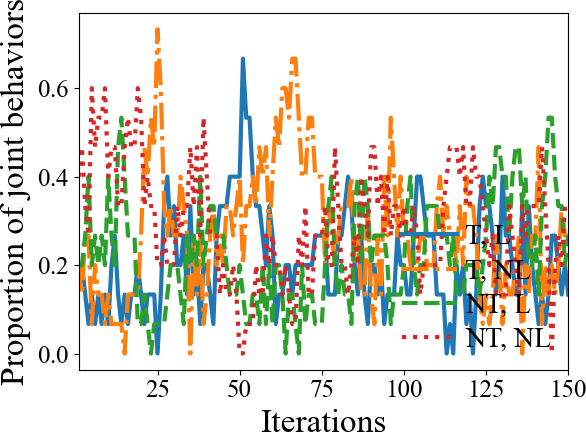 Proportion of joint behaviors
0.6
0.4
0.2
0.0
T, L
T, NL
NT, L
NT, NL
25
50
75
100
125
150
Iterations